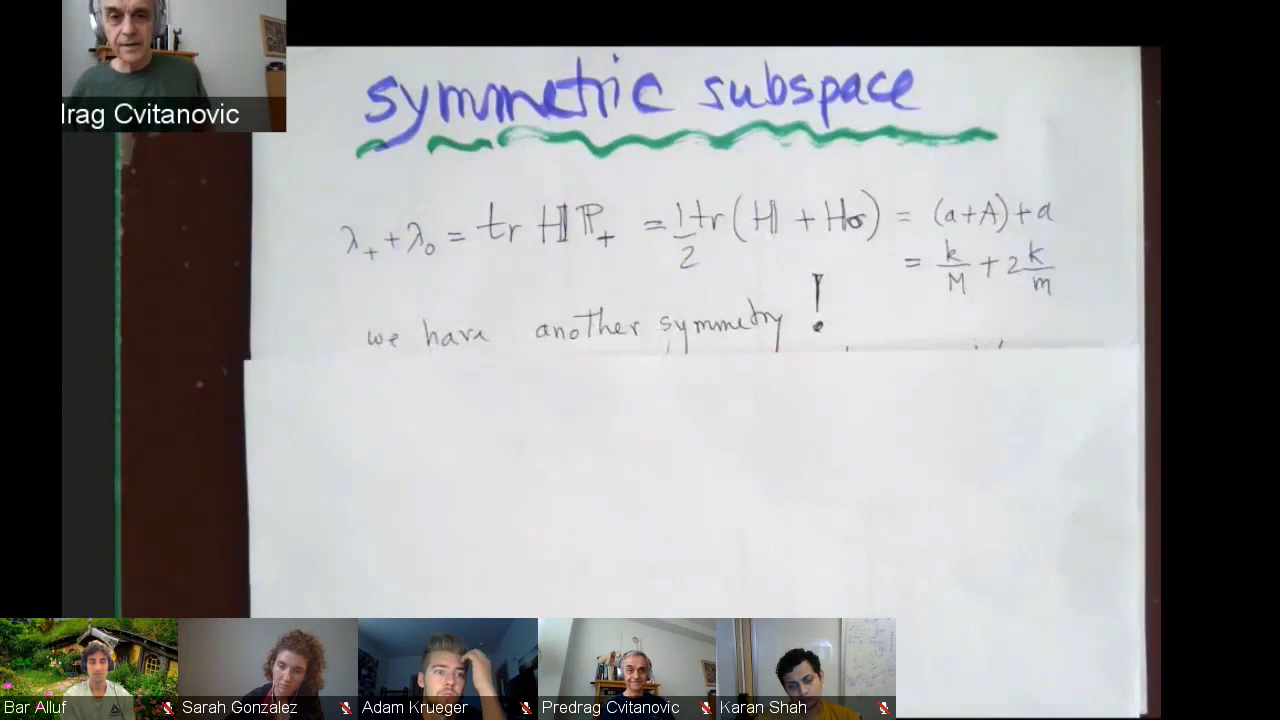 drag Cvitanovic
symmetric subspace
λ₊ + λ₀ = tr ℍ ℙ₊ = 1/2 tr (ℍ + ℍσ) = (a+A) + a
= k/M + 2 k/m
we have another symmetry !
Bar Alluf
Sarah Gonzalez
Adam Krueger
Predrag Cvitanovic
Karan Shah